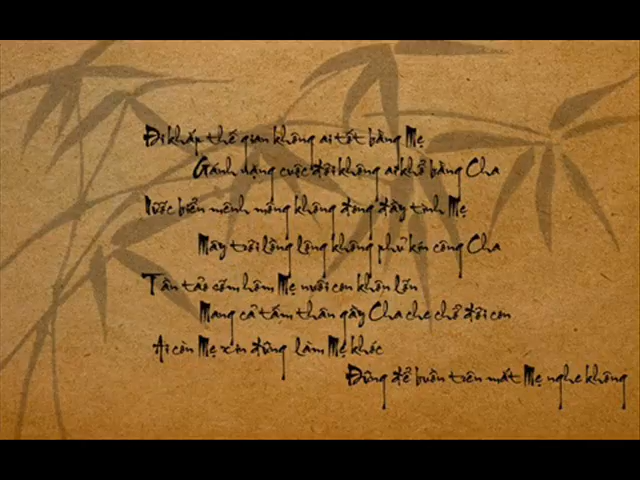 Đi khắp thế gian không ai tốt bằng Mẹ
Gánh nặng cuộc đời không ai khổ bằng Cha
Nước biển mênh mông không đong đầy tình Mẹ
Mây trời lồng lộng không phủ kín công Cha
Tần tảo sớm hôm Mẹ nuôi con khôn lớn
Mang cả tấm thân gầy Cha che chở đời con
Ai còn Mẹ xin đừng làm Mẹ khóc
Đừng để buồn trên mắt Mẹ nghe không